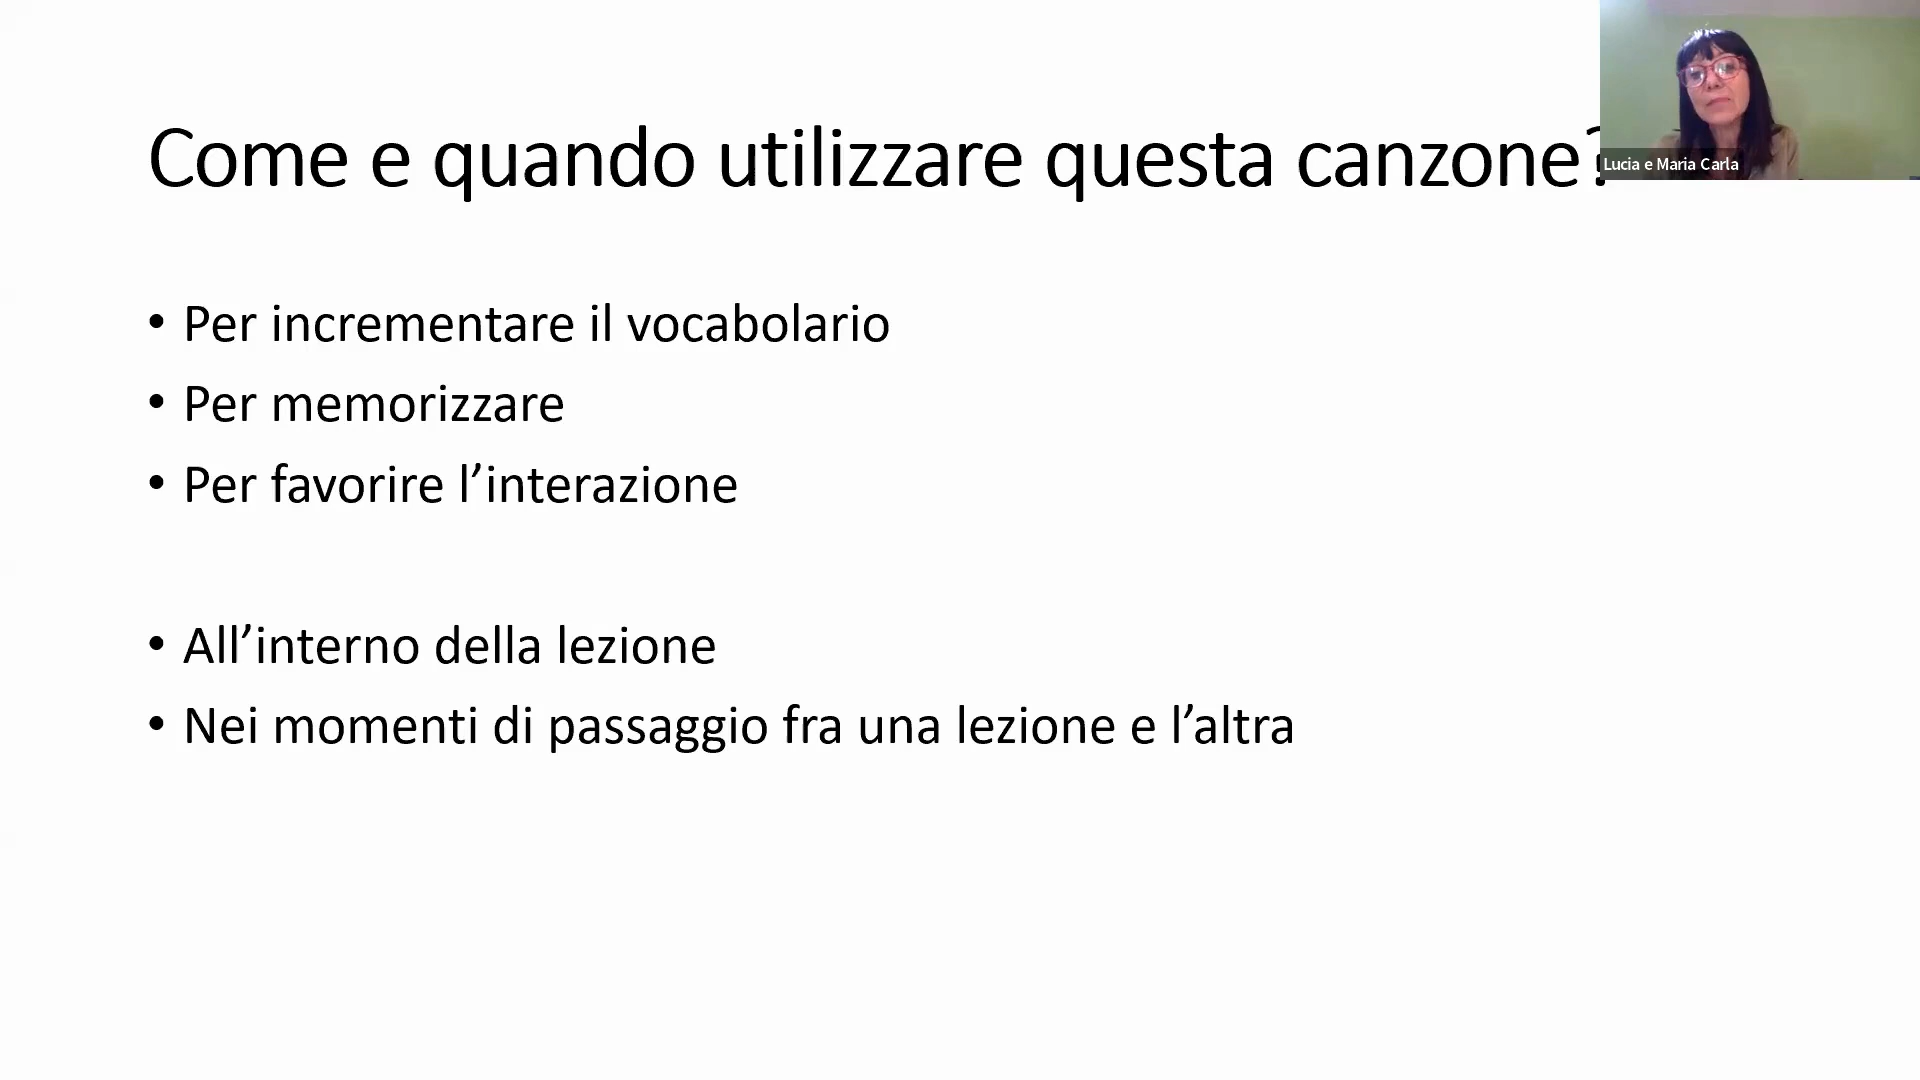 Come e quando utilizzare questa canzone?
Lucia e Maria Carla
• Per incrementare il vocabolario
• Per memorizzare
• Per favorire l’interazione
• All’interno della lezione
• Nei momenti di passaggio fra una lezione e l’altra